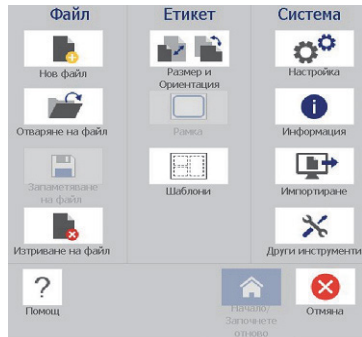 Файл
Етикет
Система
Нов файл
Размер и
Ориентация
Настройка
Отваряне на файл
Рамка
Информация
Запаметяване
на файл
Шаблони
Импортиране
Изтриване на файл
Други инструменти
Помощ
Начало/
Започнете
отново
Отмяна